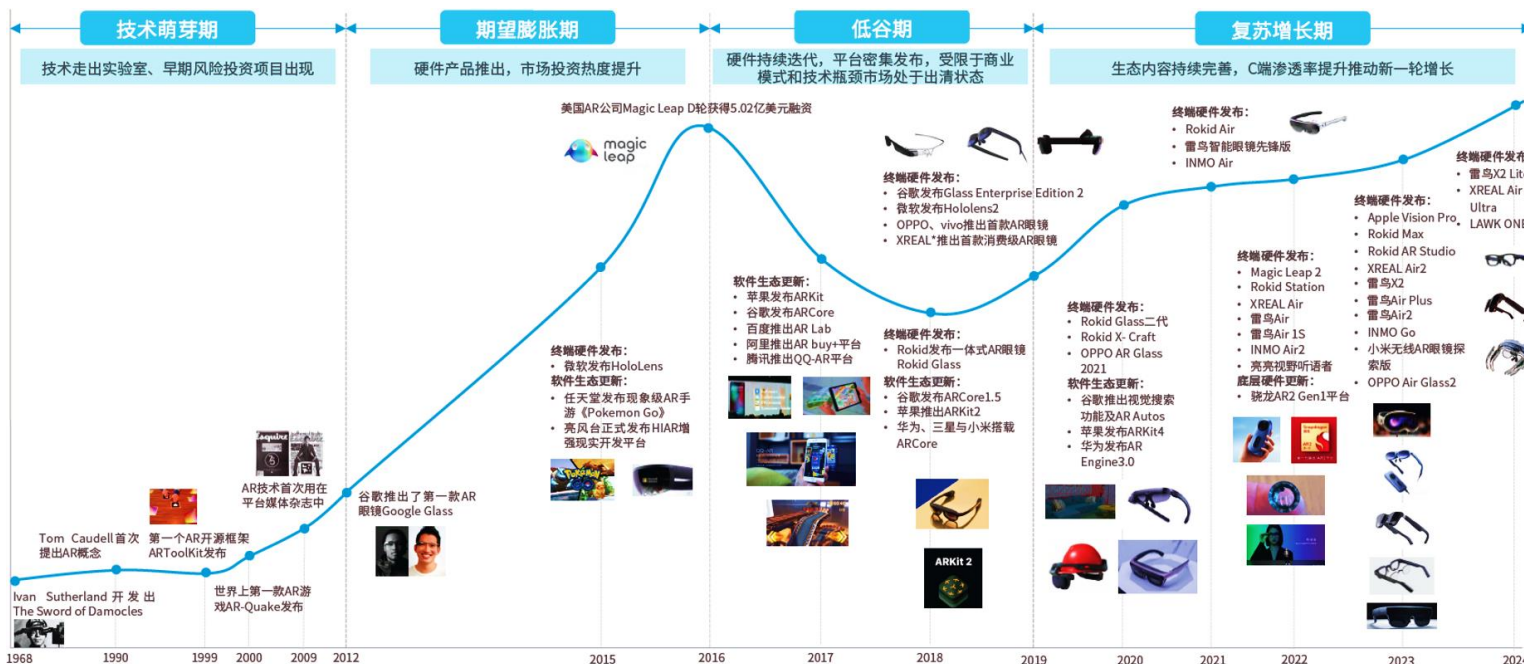 技术萌芽期
期望膨胀期
低谷期
复苏增长期
技术走出实验室、早期风险投资项目出现
硬件产品推出，市场投资热度提升
硬件持续迭代，平台密集发布，受限于商业
模式和技术瓶颈市场处于出清状态
生态内容持续完善，C端渗透率提升推动新一轮增长
Ivan Sutherland 开发出
The Sword of Damocles
Tom Caudell首次
提出AR概念
第一个AR开源框架
ARToolKit发布
世界上第一款AR游
戏AR-Quake发布
Esquire
AR技术首次用在
平台媒体杂志中
谷歌推出了第一款AR
眼镜Google Glass
终端硬件发布：
• 微软发布HoloLens
软件生态更新：
• 任天堂发布现象级AR手
游《Pokemon Go》
• 亮风台正式发布HIAR增
强现实开发平台
美国AR公司Magic Leap D轮获得5.02亿美元融资
magic
leap
软件生态更新：
• 苹果发布ARKit
• 谷歌发布ARCore
• 百度推出AR Lab
• 阿里推出AR buy+平台
• 腾讯推出QQ-AR平台
终端硬件发布：
• Rokid发布一体式AR眼镜
Rokid Glass
软件生态更新：
• 谷歌发布ARCore1.5
• 苹果推出ARKit2
• 华为、三星与小米搭载
ARCore
ARKit 2
终端硬件发布：
• 谷歌发布Glass Enterprise Edition 2
• 微软发布Hololens2
• OPPO、vivo推出首款AR眼镜
• XREAL*推出首款消费级AR眼镜
终端硬件发布：
• Rokid Glass二代
• Rokid X- Craft
• OPPO AR Glass
2021
软件生态更新：
• 谷歌推出视觉搜索
功能及AR Autos
• 苹果发布ARKit4
• 华为发布AR
Engine3.0
终端硬件发布：
• Rokid Air
• 雷鸟智能眼镜先锋版
• INMO Air
终端硬件发布：
• Magic Leap 2
• Rokid Station
• XREAL Air
• 雷鸟Air
• 雷鸟Air 1S
• INMO Air2
• 亮亮视野听语者
底层硬件更新：
• 骁龙AR2 Gen1平台
终端硬件发布：
• Apple Vision Pro
• Rokid Max
• Rokid AR Studio
• XREAL Air2
• 雷鸟X2
• 雷鸟Air Plus
• 雷鸟Air2
• INMO Go
• 小米无线AR眼镜探
索版
• OPPO Air Glass2
终端硬件发布
• 雷鸟X2 Lite
• XREAL Air
Ultra
• LAWK ONE
1968
1990
1999
2000
2009
2012
2015
2016
2017
2018
2019
2020
2021
2022
2023
2024